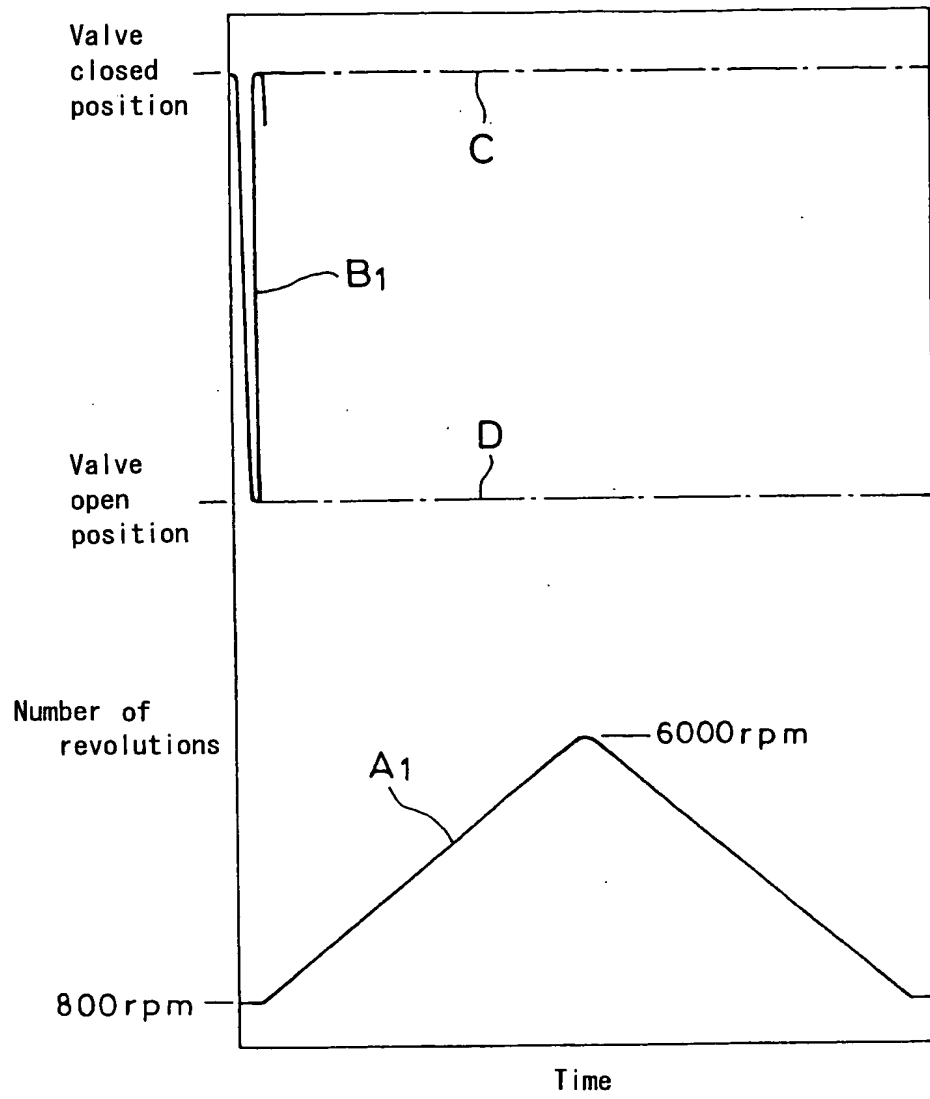 Valve
closed
position
C
B1
D
Valve
open
position
Number of
revolutions
6000rpm
A1
800rpm
Time